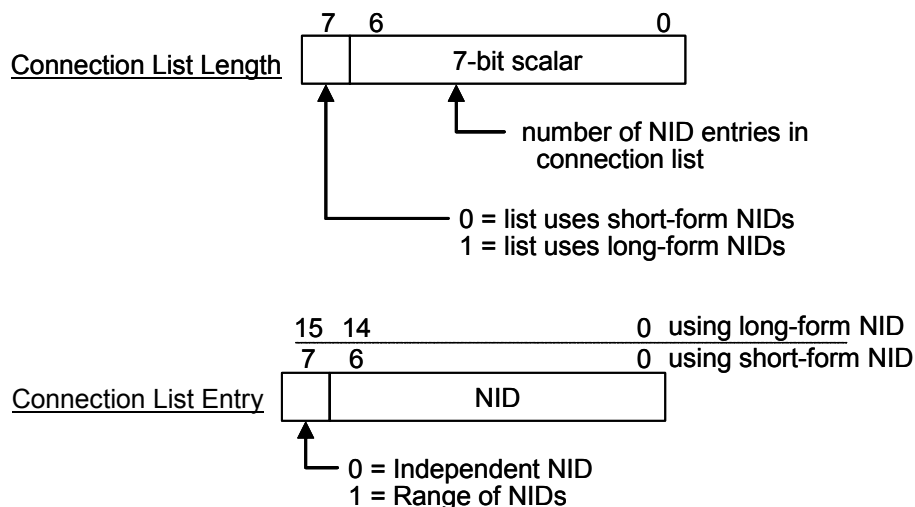 7 6 0
Connection List Length 7-bit scalar
number of NID entries in
connection list
0 = list uses short-form NIDs
1 = list uses long-form NIDs
15 14 0 using long-form NID
7 6 0 using short-form NID
Connection List Entry NID
0 = Independent NID
1 = Range of NIDs